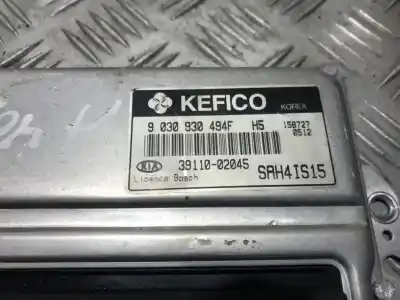 KEFICO KOREA
9 030 930 494F H5 158727
0512
KIA 39110-02045
Licence Bosch SAH4IS15